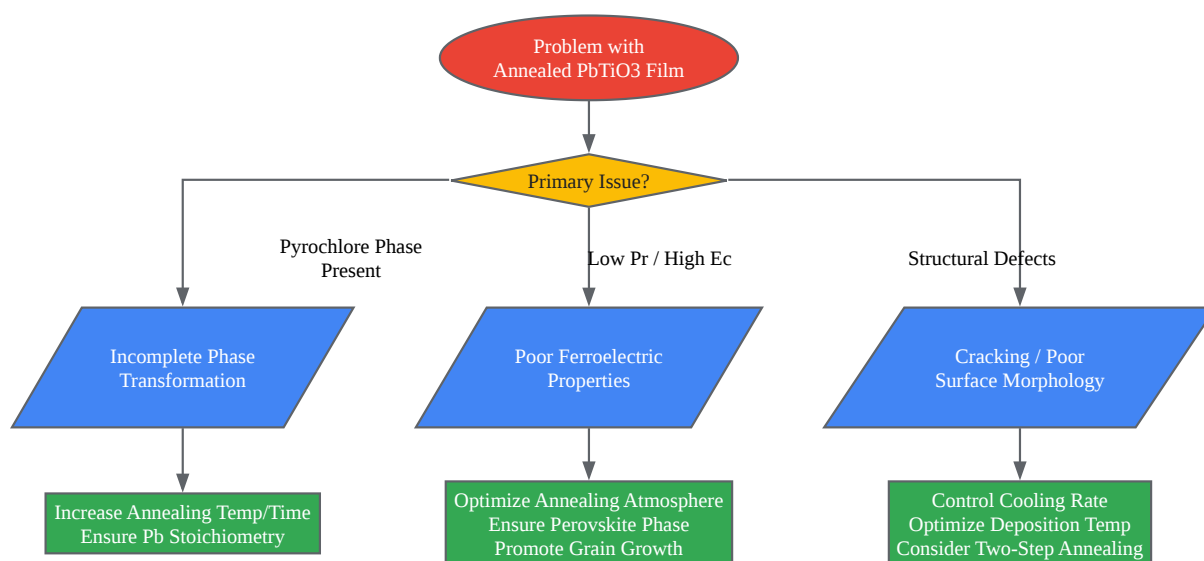 Problem with
Annealed PbTiO3 Film
Primary Issue?
Pyrochlore Phase
Present
Low Pr / High Ec
Structural Defects
Incomplete Phase
Transformation
Poor Ferroelectric
Properties
Cracking / Poor
Surface Morphology
Increase Annealing Temp/Time
Ensure Pb Stoichiometry
Optimize Annealing Atmosphere
Ensure Perovskite Phase
Promote Grain Growth
Control Cooling Rate
Optimize Deposition Temp
Consider Two-Step Annealing